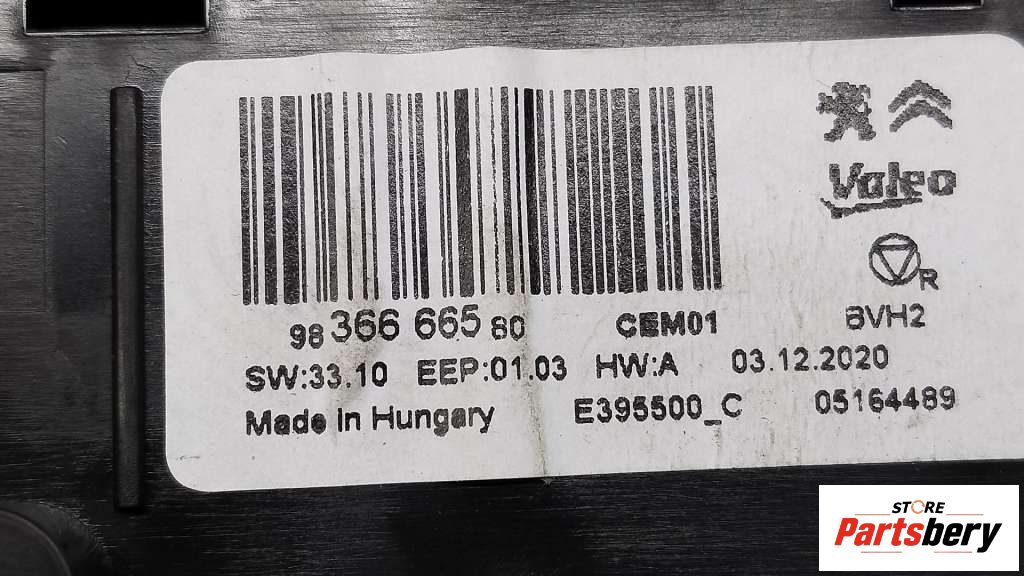 Valeo
R
98 366 665 80 CEM01 BVH2
SW:33.10 EEP:01.03 HW:A 03.12.2020
Made in Hungary E395500_C 05164489
STORE
Partsbery